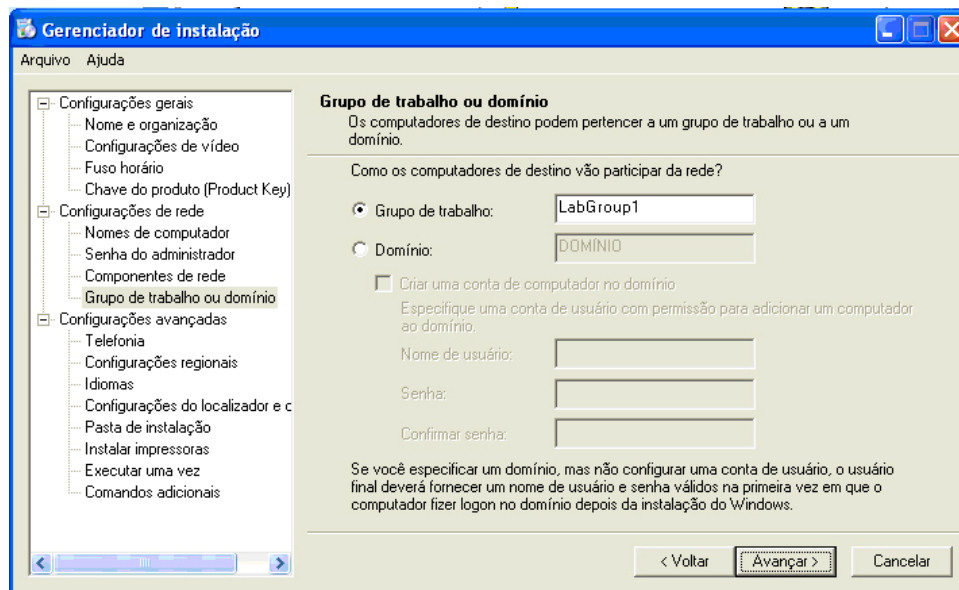 Gerenciador de instalação
Arquivo Ajuda
Configurações gerais
Nome e organização
Configurações de vídeo
Fuso horário
Chave do produto (Product Key)
Configurações de rede
Nomes de computador
Senha do administrador
Componentes de rede
Grupo de trabalho ou domínio
Configurações avançadas
Telefonia
Configurações regionais
Idiomas
Configurações do localizador e c
Pasta de instalação
Instalar impressoras
Executar uma vez
Comandos adicionais
Grupo de trabalho ou domínio
Os computadores de destino podem pertencer a um grupo de trabalho ou a um
domínio.
Como os computadores de destino vão participar da rede?
Grupo de trabalho: LabGroup1
Domínio: DOMÍNIO
Criar uma conta de computador no domínio
Especifique uma conta de usuário com permissão para adicionar um computador
ao domínio.
Nome de usuário:
Senha:
Confirmar senha:
Se você especificar um domínio, mas não configurar uma conta de usuário, o usuário
final deverá fornecer um nome de usuário e senha válidos na primeira vez em que o
computador fizer logon no domínio depois da instalação do Windows.
< Voltar Avançar > Cancelar